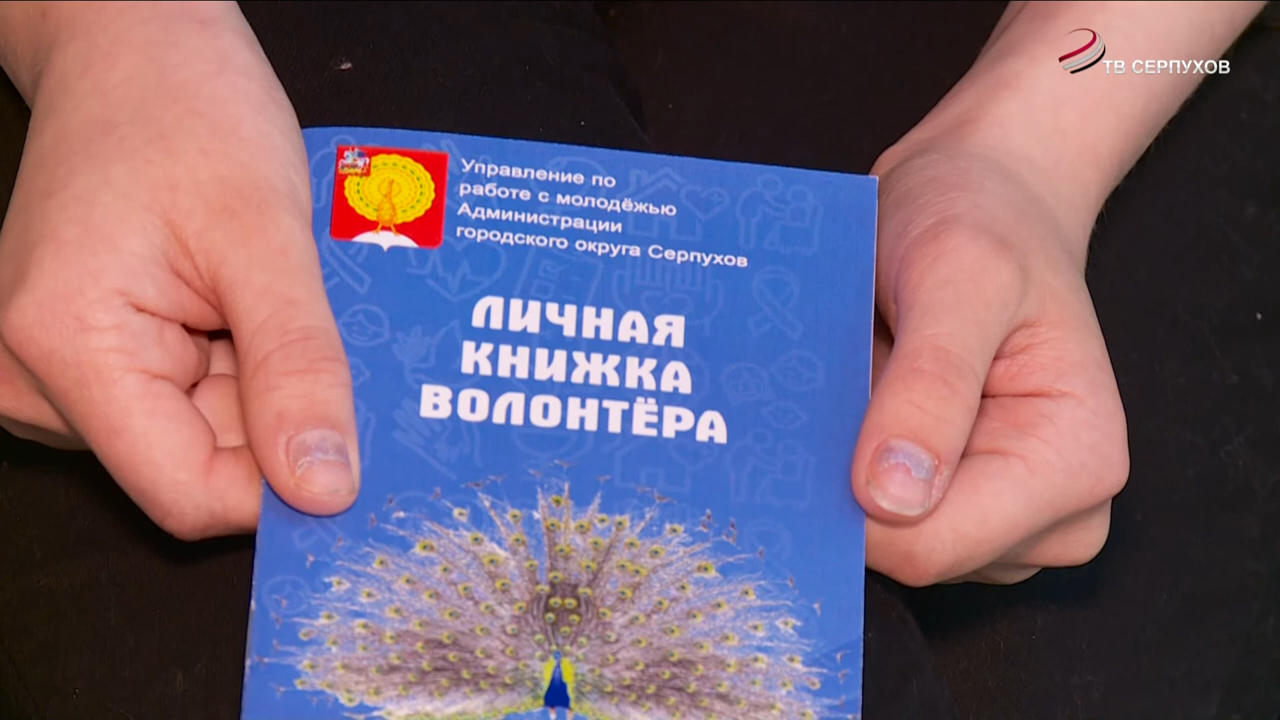 ТВ СЕРПУХОВ
Управление по
работе с молодёжью
Администрации
городского округа Серпухов
ЛИЧНАЯ
КНИЖКА
ВОЛОНТЁРА